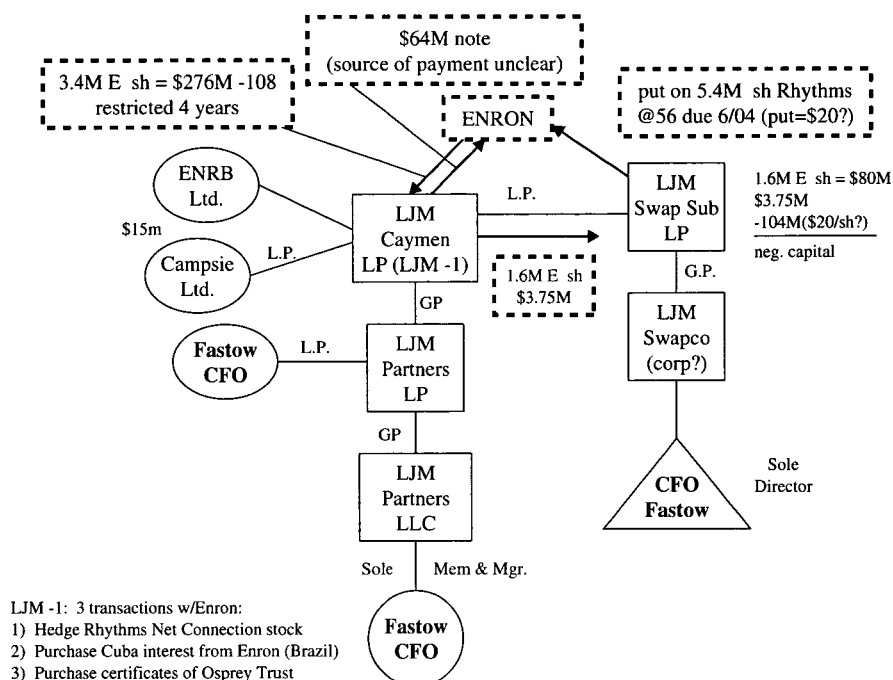 $64M note
(source of payment unclear)
3.4M E sh = $276M -108
restricted 4 years
ENRON
put on 5.4M sh Rhythms
@56 due 6/04 (put=$20?)
ENRB
Ltd.
$15m
Campsie
Ltd.
L.P.
LJM
Caymen
LP (LJM -1)
L.P.
1.6M E sh
$3.75M
LJM
Swap Sub
LP
1.6M E sh = $80M
$3.75M
-104M($20/sh?)
neg. capital
G.P.
LJM
Swapco
(corp?)
GP
Fastow
CFO
L.P.
LJM
Partners
LP
GP
LJM
Partners
LLC
CFO
Fastow
Sole
Director
Sole Mem & Mgr.
Fastow
CFO
LJM -1: 3 transactions w/Enron:
1) Hedge Rhythms Net Connection stock
2) Purchase Cuba interest from Enron (Brazil)
3) Purchase certificates of Osprey Trust